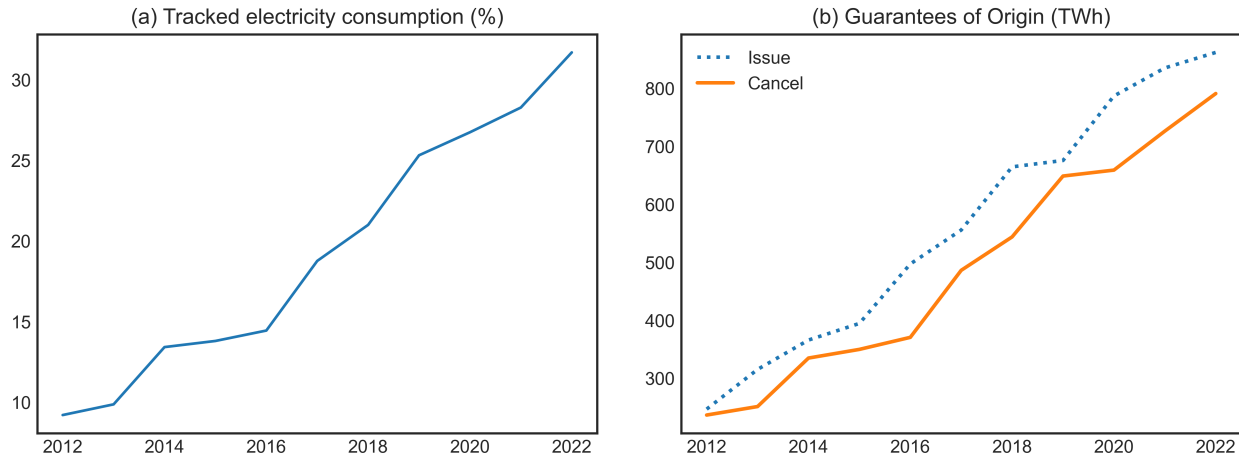 (a) Tracked electricity consumption (%)
30
25
20
15
10
2012 2014 2016 2018 2020 2022
(b) Guarantees of Origin (TWh)
Issue
Cancel
800
700
600
500
400
300
2012 2014 2016 2018 2020 2022